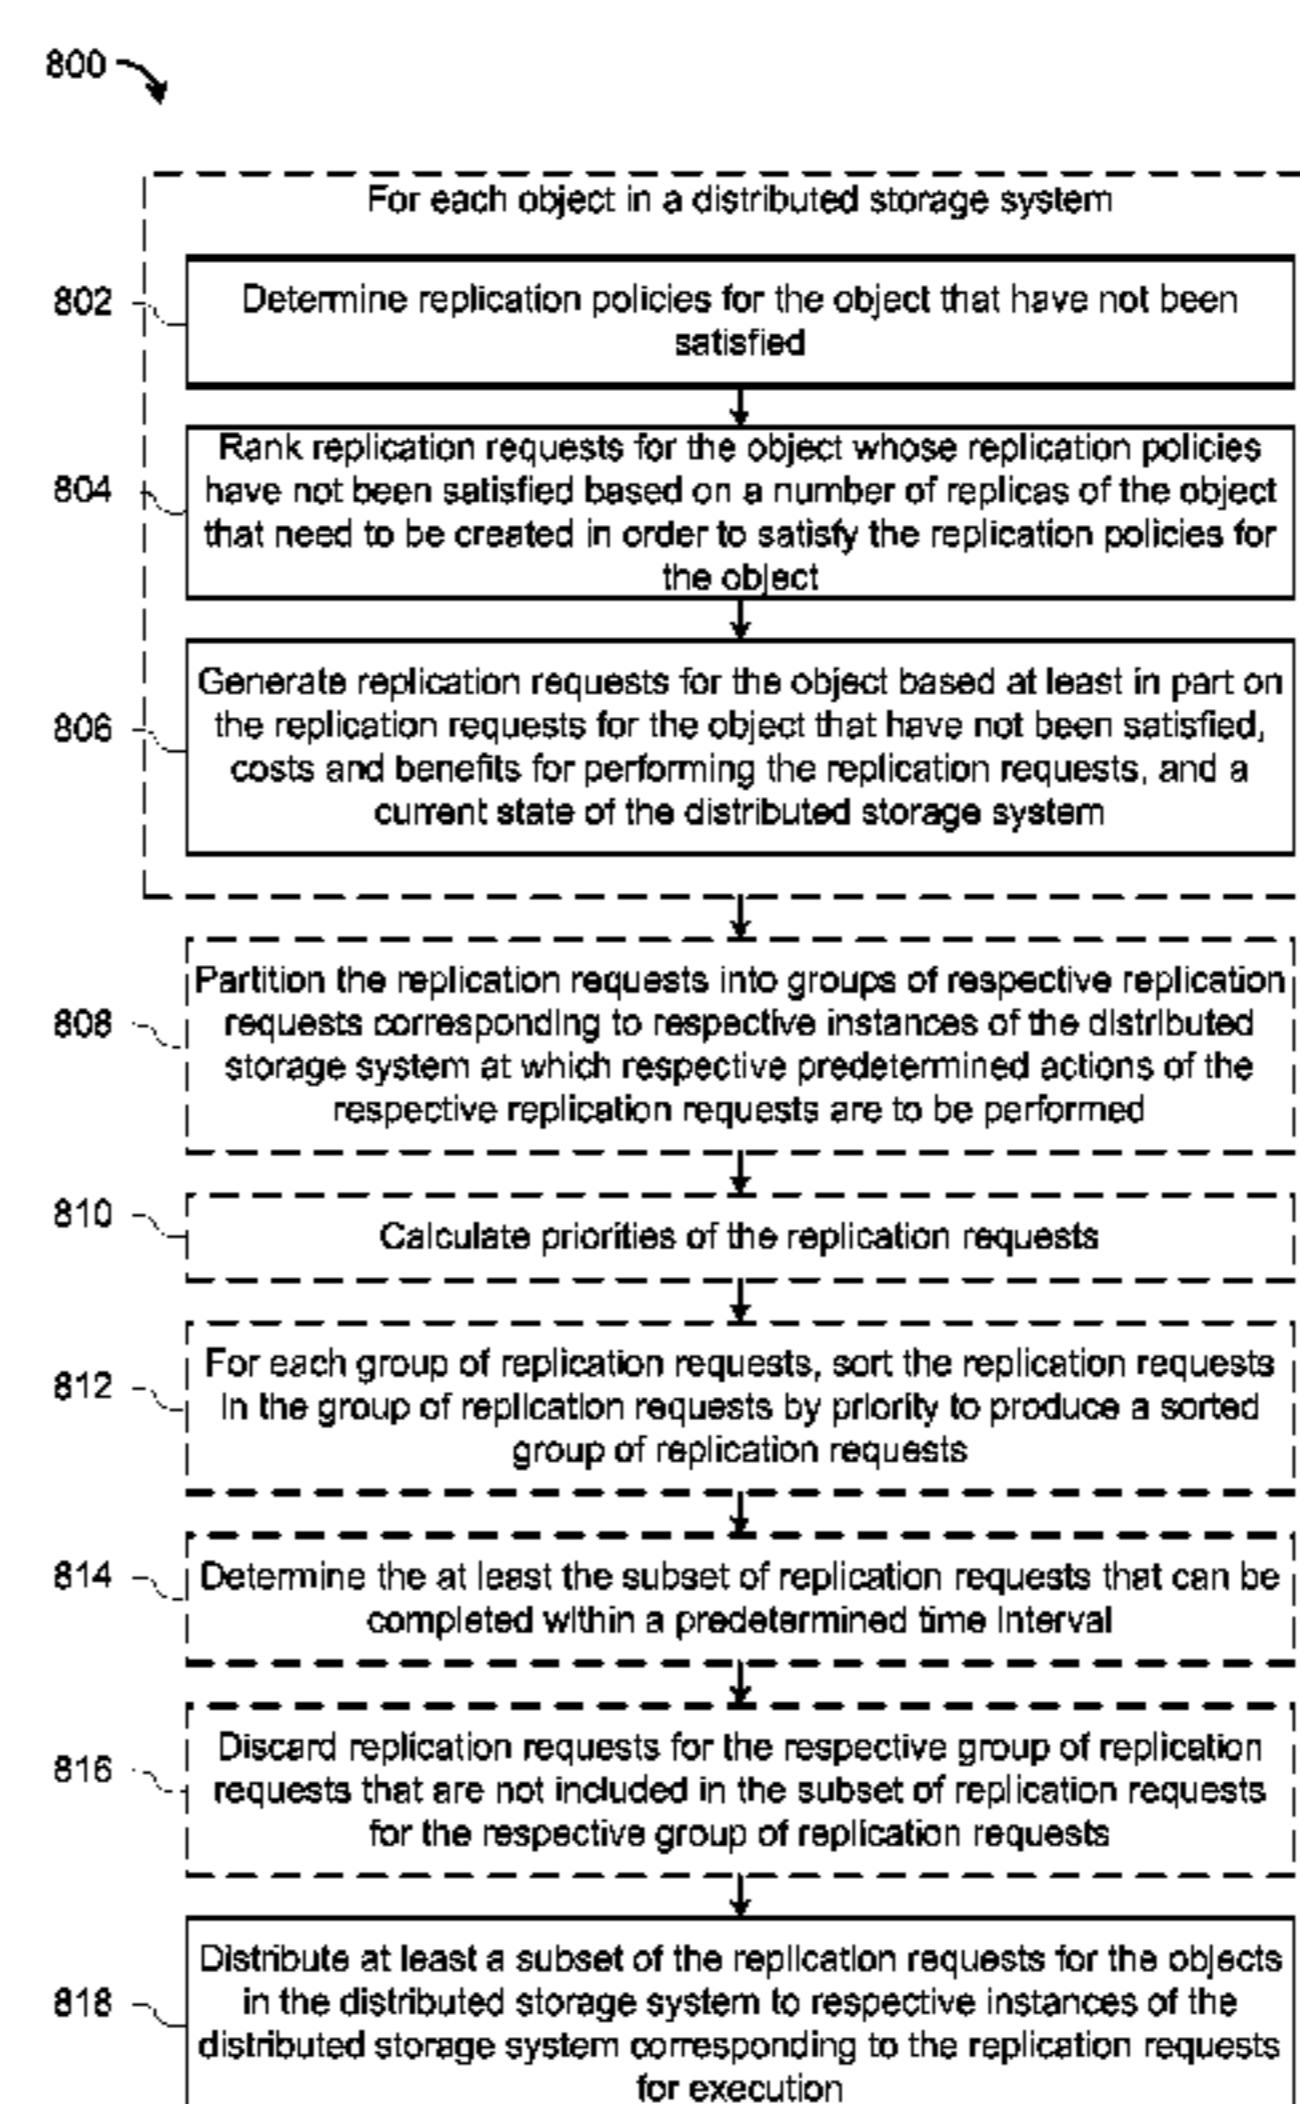 800
For each object in a distributed storage system
802
Determine replication policies for the object that have not been
satisfied
804
Rank replication requests for the object whose replication policies
have not been satisfied based on a number of replicas of the object
that need to be created in order to satisfy the replication policies for
the object
806
Generate replication requests for the object based at least in part on
the replication requests for the object that have not been satisfied,
costs and benefits for performing the replication requests, and a
current state of the distributed storage system
808
Partition the replication requests into groups of respective replication
requests corresponding to respective instances of the distributed
storage system at which respective predetermined actions of the
respective replication requests are to be performed
810
Calculate priorities of the replication requests
812
For each group of replication requests, sort the replication requests
in the group of replication requests by priority to produce a sorted
group of replication requests
814
Determine the at least the subset of replication requests that can be
completed within a predetermined time interval
816
Discard replication requests for the respective group of replication
requests that are not included in the subset of replication requests
for the respective group of replication requests
818
Distribute at least a subset of the replication requests for the objects
in the distributed storage system to respective instances of the
distributed storage system corresponding to the replication requests
for execution